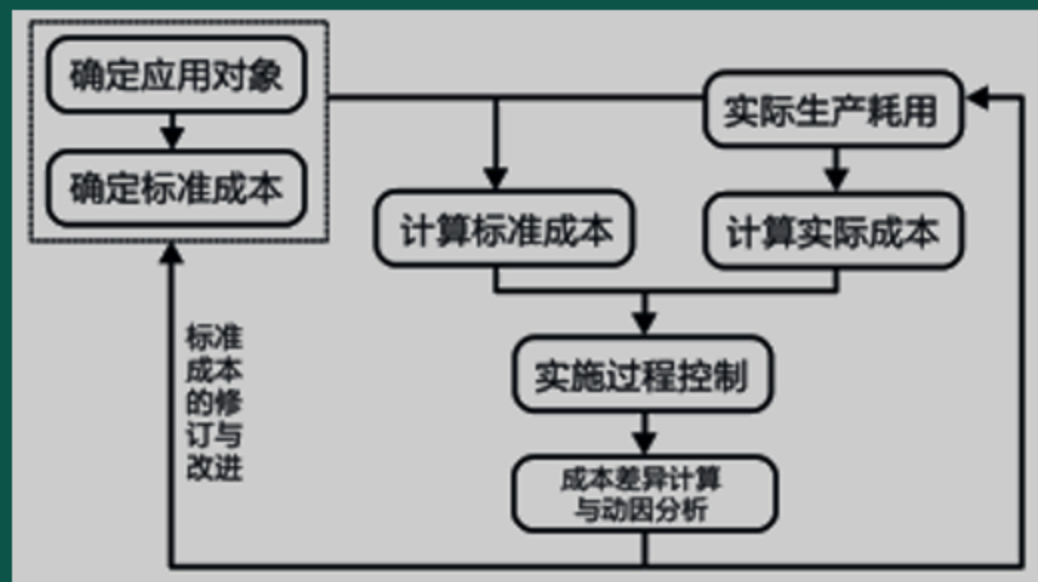 确定应用对象
确定标准成本
实际生产耗用
计算标准成本
计算实际成本
实施过程控制
成本差异计算
与动因分析
标准
成本
的修
订与
改进